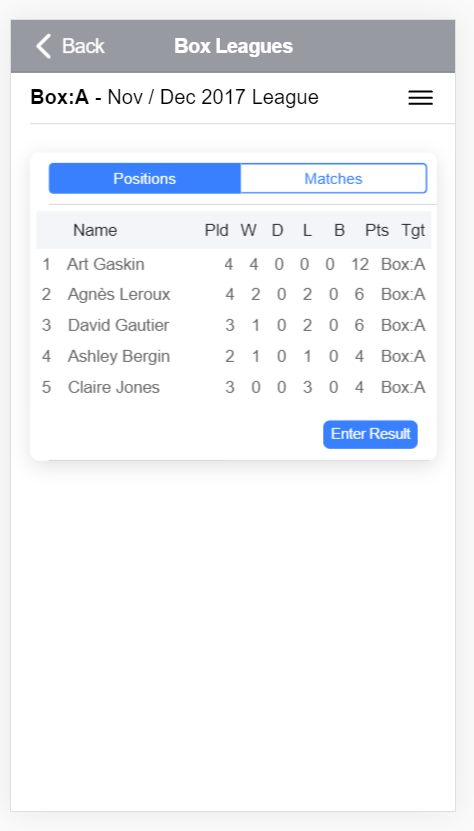 Back Box Leagues
Box:A - Nov / Dec 2017 League
Positions Matches
Name Pld W D L B Pts Tgt
1 Art Gaskin 4 4 0 0 0 12 Box:A
2 Agnès Leroux 4 2 0 2 0 6 Box:A
3 David Gautier 3 1 0 2 0 6 Box:A
4 Ashley Bergin 2 1 0 1 0 4 Box:A
5 Claire Jones 3 0 0 3 0 4 Box:A
Enter Result